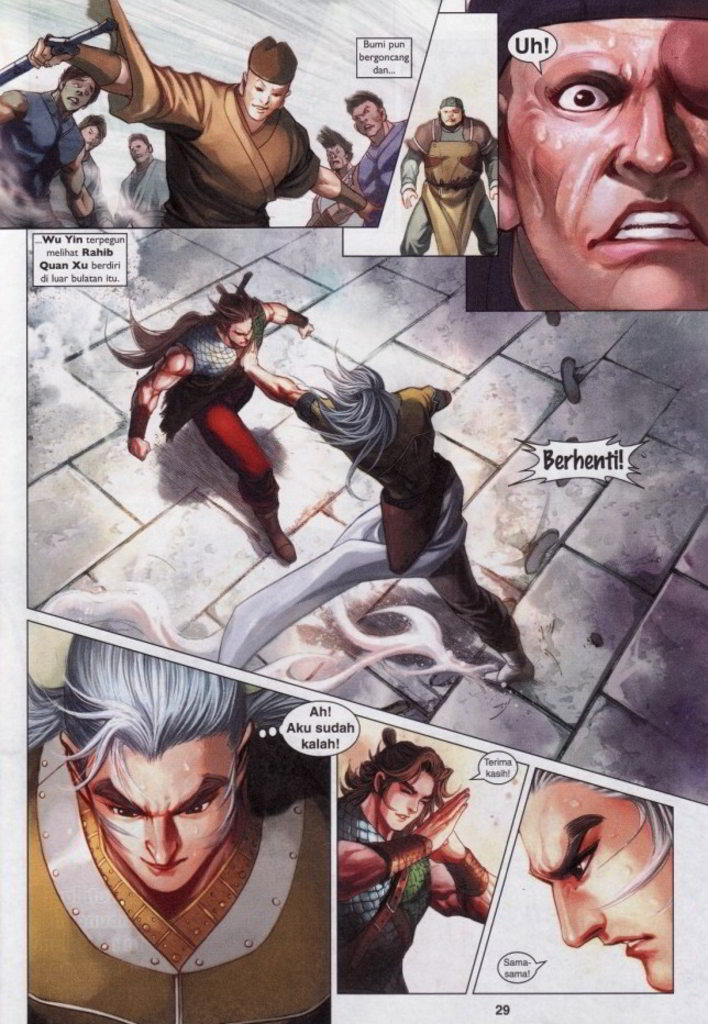 Bumi pun
bergoncang
dan...
Uh!
...Wu Yin terpegun
melihat Rahib
Quan Xu berdiri
di luar bulatan itu.
Berhenti!
Ah!
Aku sudah
kalah!
Terima
kasih!
Sama-
sama!
29